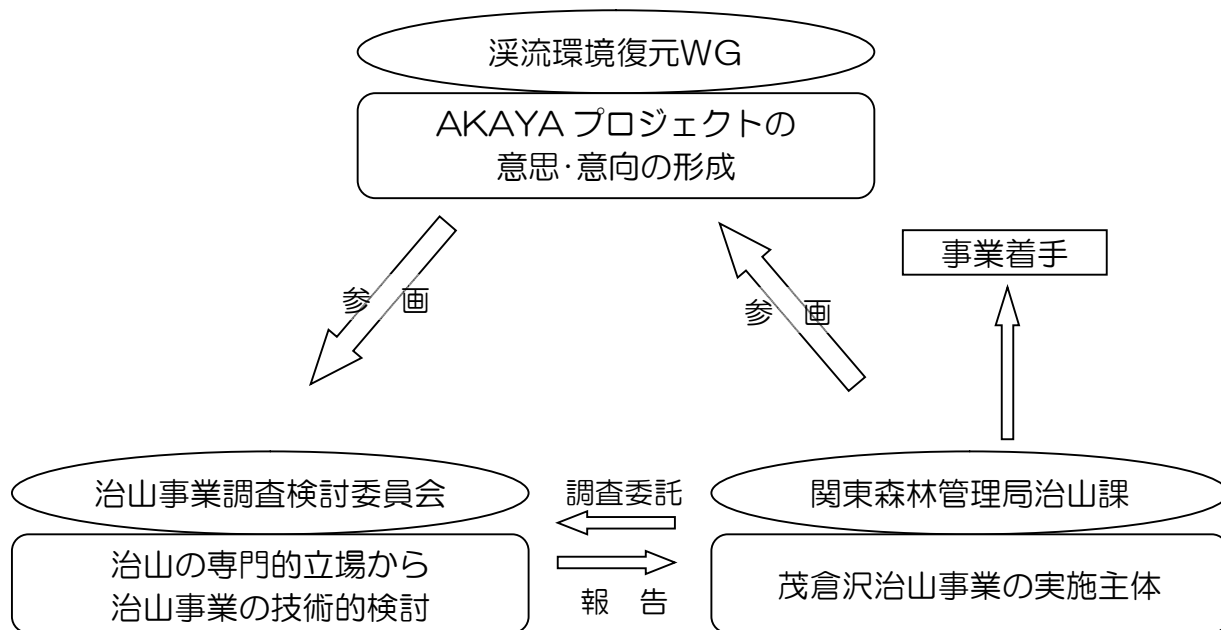 渓流環境復元WG
AKAYA プロジェクトの
意思・意向の形成
事業着手
参　画
参　画
治山事業調査検討委員会
調査委託
関東森林管理局治山課
治山の専門的立場から
治山事業の技術的検討
報　告
茂倉沢治山事業の実施主体